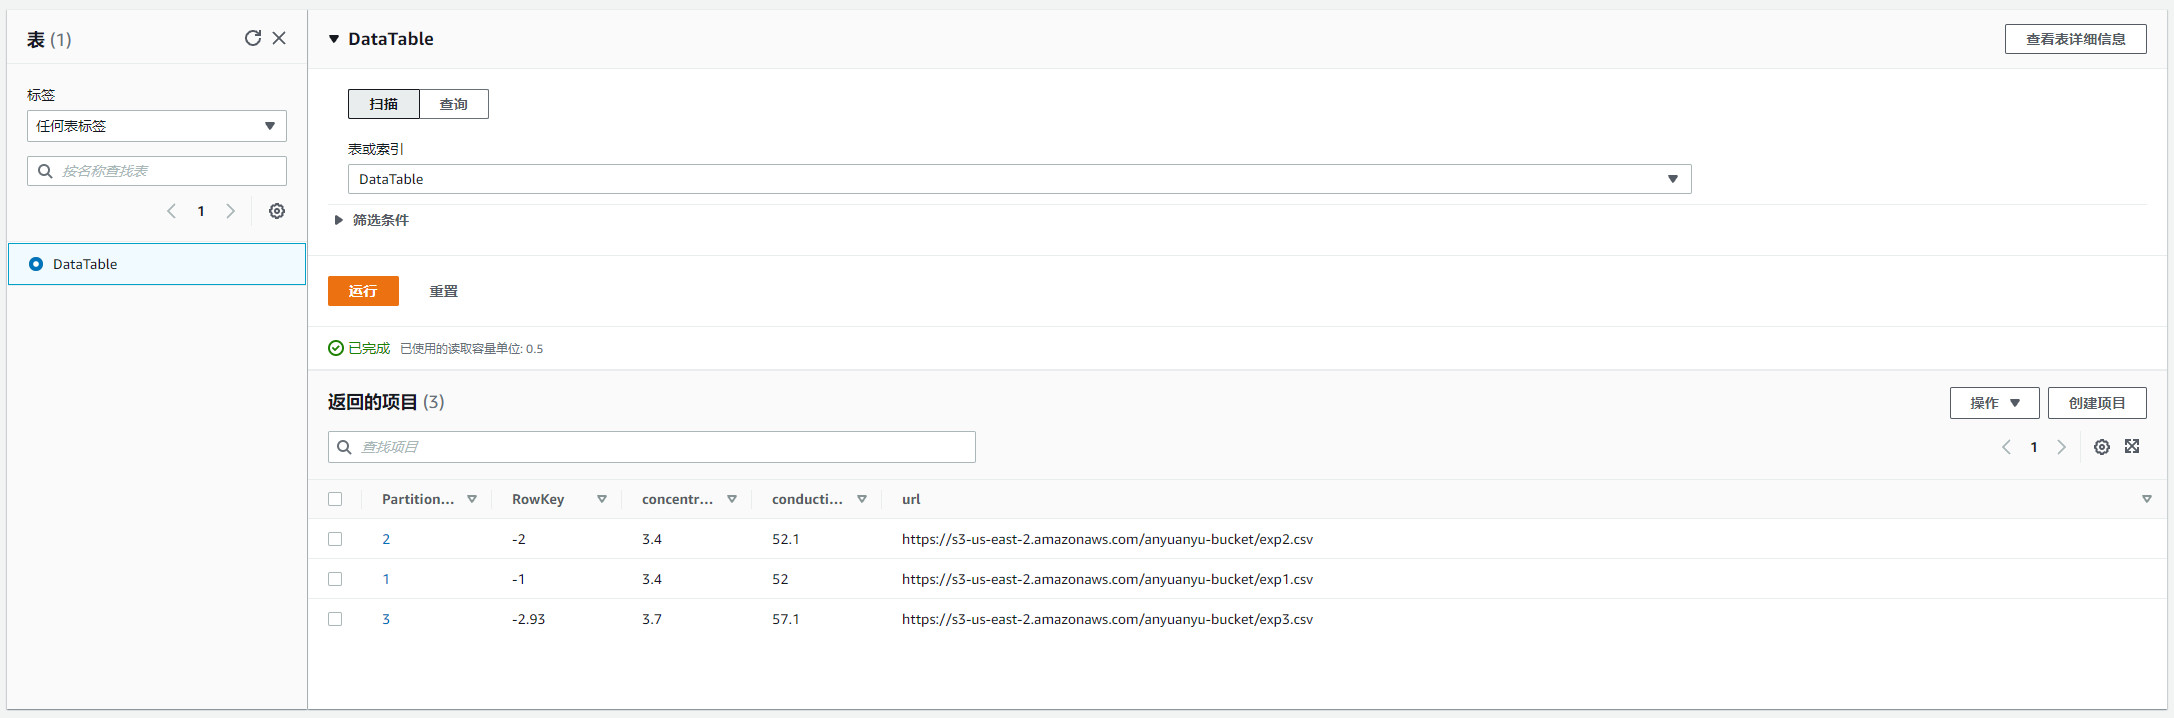 表 (1)
标签
任何表标签
按名称查找表
1
DataTable
DataTable
查看表详细信息
扫描 查询
表或索引
DataTable
筛选条件
运行 重置
已完成 已使用的读取容量单位: 0.5
返回的项目 (3)
操作 创建项目
查找项目
1
Partition... RowKey concentr... conducti... url
2 -2 3.4 52.1 https://s3-us-east-2.amazonaws.com/anyuanyu-bucket/exp2.csv
1 -1 3.4 52 https://s3-us-east-2.amazonaws.com/anyuanyu-bucket/exp1.csv
3 -2.93 3.7 57.1 https://s3-us-east-2.amazonaws.com/anyuanyu-bucket/exp3.csv